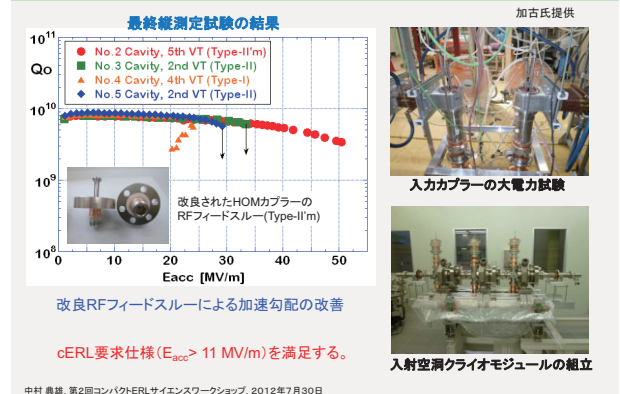 加古氏提供
最終縦測定試験の結果
10¹¹
Qo
No.2 Cavity, 5th VT (Type-II'm)
No.3 Cavity, 2nd VT (Type-II)
No.4 Cavity, 4th VT (Type-I)
No.5 Cavity, 2nd VT (Type-II)
10¹⁰
10⁹
10⁸
改良されたHOMカプラーの
RFフィードスルー(Type-II'm)
0 10 20 30 40 50
Eacc [MV/m]
入力カプラーの大電力試験
改良RFフィードスルーによる加速勾配の改善
cERL要求仕様(Eacc> 11 MV/m)を満足する。
入射空洞クライオモジュールの組立
中村 典雄, 第2回コンパクトERLサイエンスワークショップ, 2012年7月30日